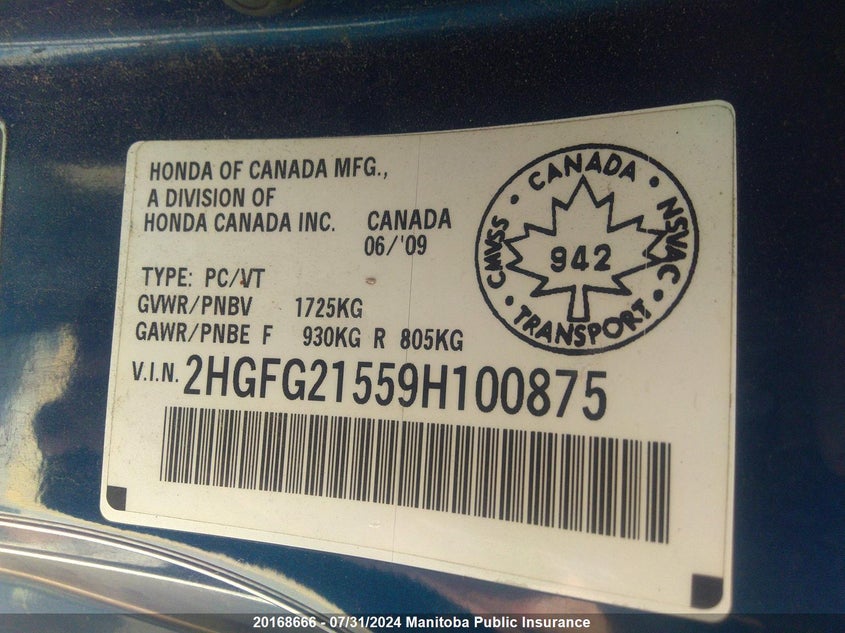 HONDA OF CANADA MFG.,
A DIVISION OF
HONDA CANADA INC. CANADA
06/'09
TYPE: PC/VT
GVWR/PNBV 1725KG
GAWR/PNBE F 930KG R 805KG
V.I.N. 2HGFG21559H100875
CANADA • NSVAC • TRANSPORT • CMVSS •
942
20168666 - 07/31/2024 Manitoba Public Insurance